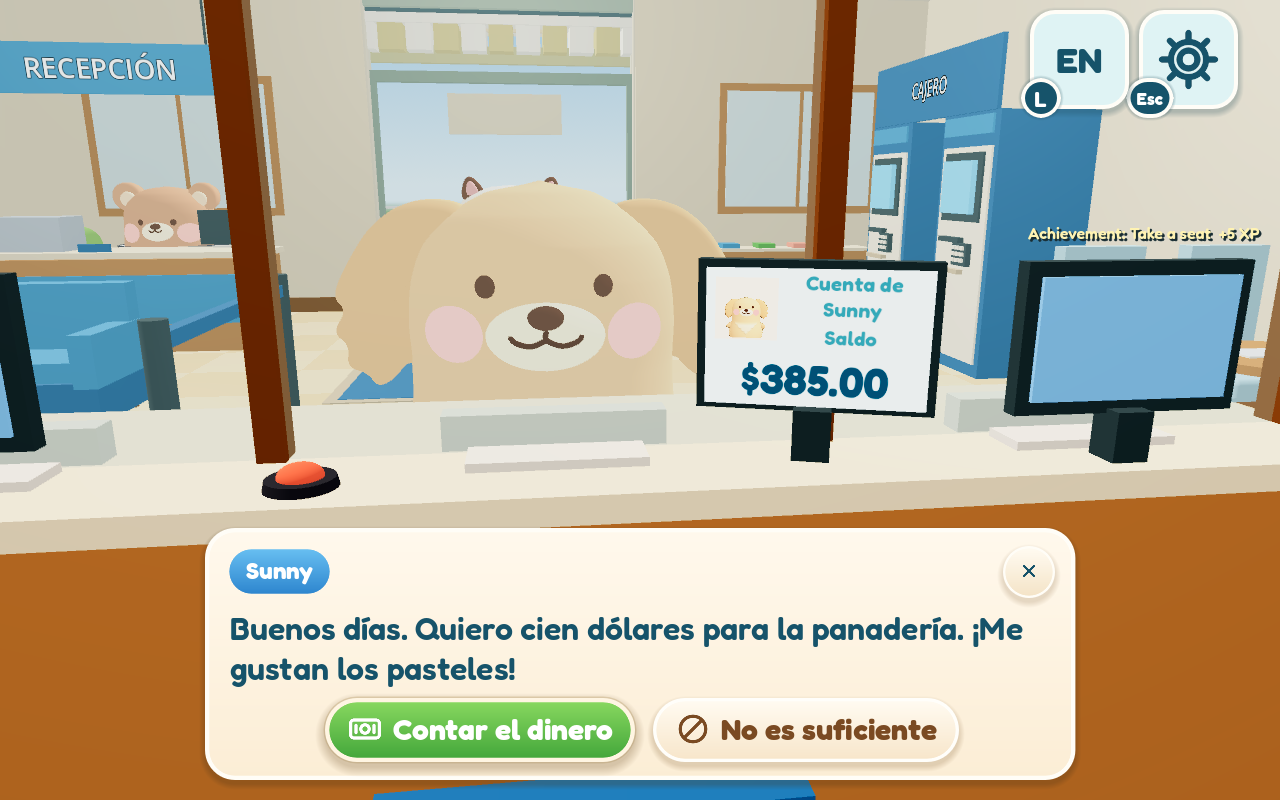 RECEPCIÓN
CAJERO
EN
L
Esc
Achievement: Take a seat +5 XP
Cuenta de
Sunny
Saldo
$385.00
Sunny
Buenos días. Quiero cien dólares para la panadería. ¡Me
gustan los pasteles!
Contar el dinero
No es suficiente